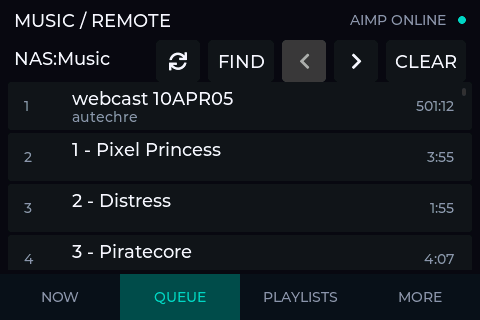 MUSIC / REMOTE
AIMP ONLINE
NAS:Music
FIND
CLEAR
1
webcast 10APR05
autechre
501:12
2
1 - Pixel Princess
3:55
3
2 - Distress
1:55
4
3 - Piratecore
4:07
NOW
QUEUE
PLAYLISTS
MORE